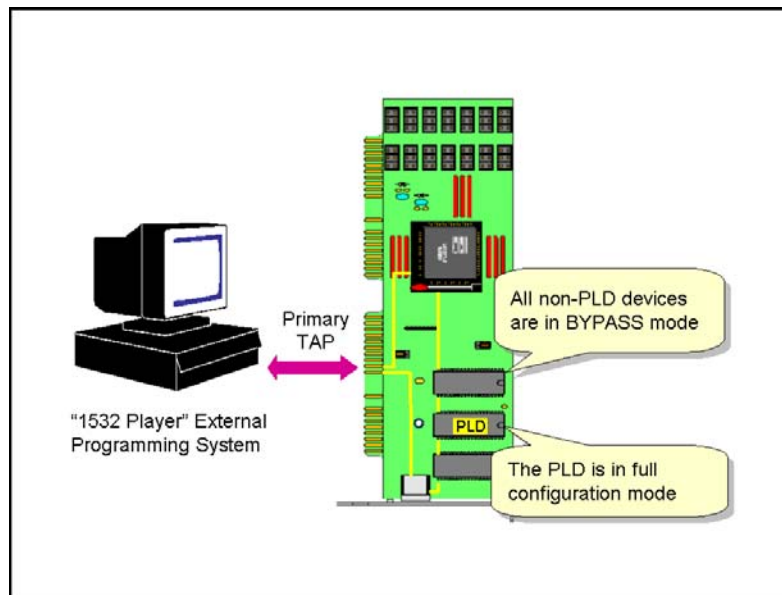 All non-PLD devices
are in BYPASS mode
Primary
TAP
"1532 Player" External
Programming System
PLD
The PLD is in full
configuration mode